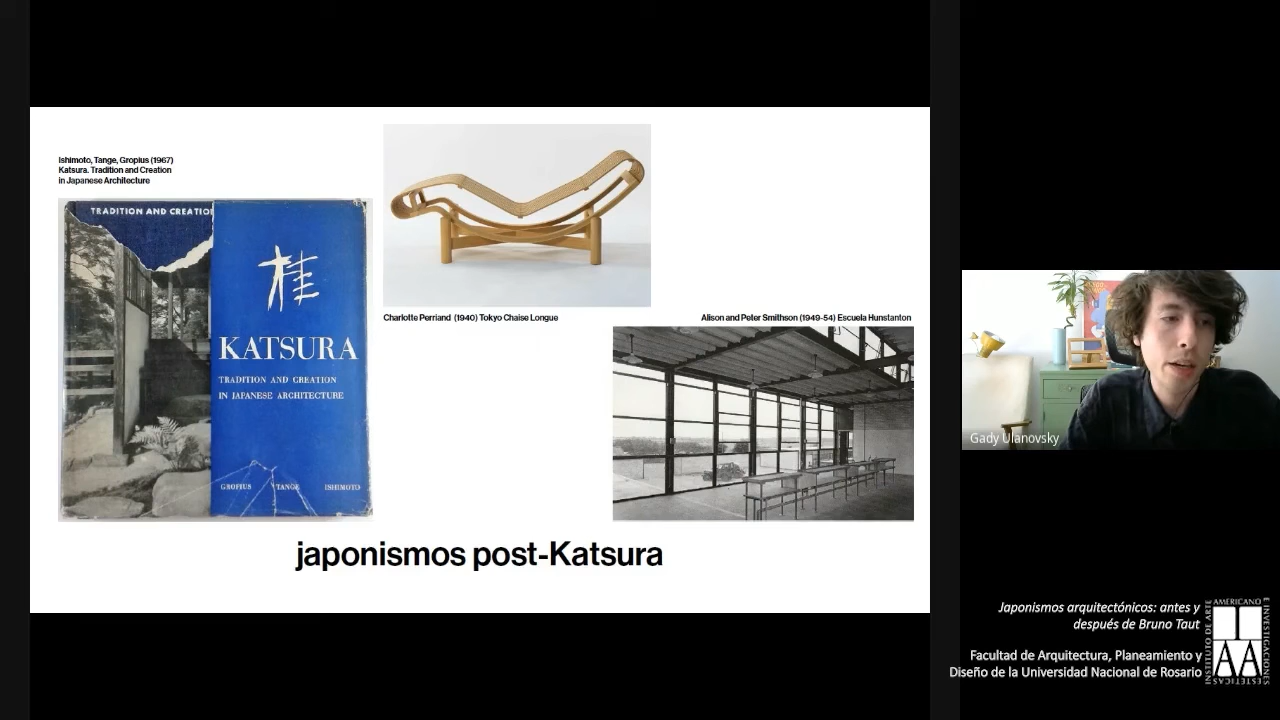 Ishimoto, Tange, Gropius (1967)
Katsura. Tradition and Creation
in Japanese Architecture
TRADITION AND CREATION
桂
KATSURA
TRADITION AND CREATION
IN JAPANESE ARCHITECTURE
GROPIUS TANGE ISHIMOTO
Charlotte Perriand (1940) Tokyo Chaise Longue
Alison and Peter Smithson (1949-54) Escuela Hunstanton
japonismos post-Katsura
Gady Ulanovsky
Japonismos arquitectónicos: antes y
después de Bruno Taut
Facultad de Arquitectura, Planeamiento y
Diseño de la Universidad Nacional de Rosario
INSTITUTO DE ARTE
AMERICANO
E INVESTIGACIONES
ESTETICAS
IAA